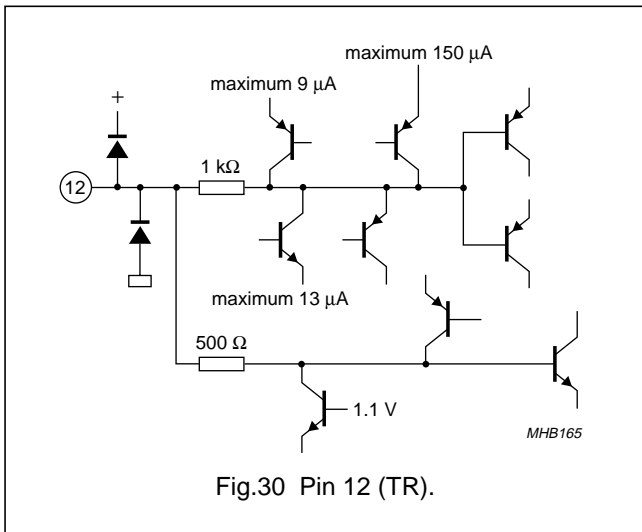 maximum 150 μA
maximum 9 μA
+
1 kΩ
12
maximum 13 μA
500 Ω
1.1 V
MHB165
Fig.30 Pin 12 (TR).